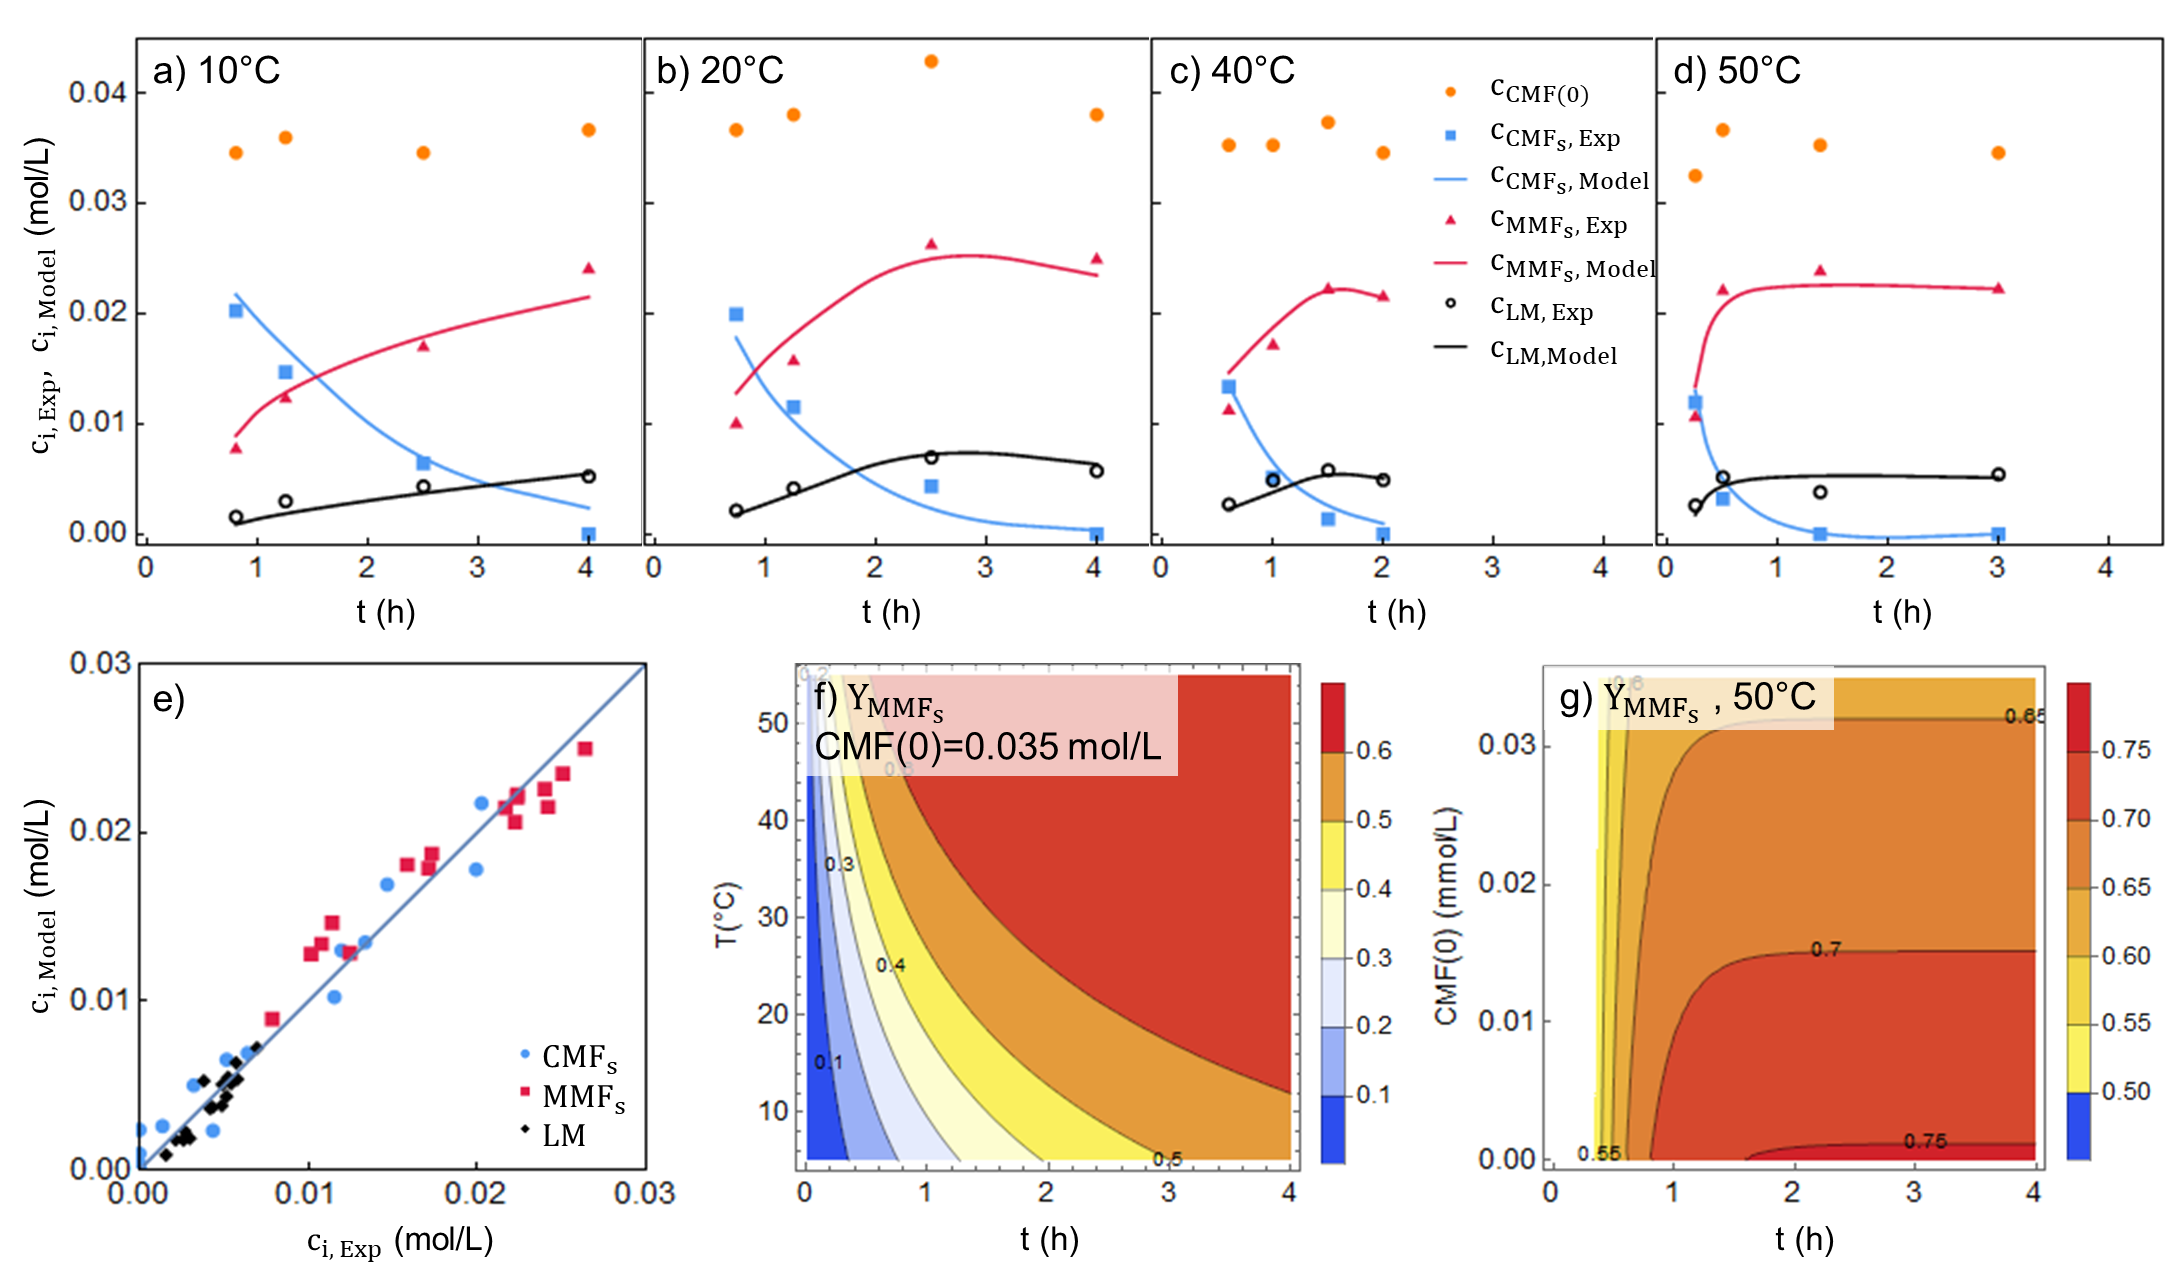 a) 10°C
b) 20°C
c) 40°C
d) 50°C
c_CMF(0)
c_CMFs, Exp
c_CMFs, Model
c_MMFs, Exp
c_MMFs, Model
c_LM, Exp
c_LM,Model
c_i, Exp, c_i, Model (mol/L)
0.04
0.03
0.02
0.01
0.00
0 1 2 3 4
0 1 2 3 4
0 1 2 3 4
0 1 2 3 4
t (h)
t (h)
t (h)
t (h)
e)
c_i, Model (mol/L)
0.03
0.02
0.01
0.00
0.00 0.01 0.02 0.03
c_i, Exp (mol/L)
CMFs
MMFs
LM
f) Y_MMFs
CMF(0)=0.035 mol/L
T(°C)
50
40
30
20
10
0 1 2 3 4
t (h)
0.2
0.6
0.3
0.4
0.1
0.5
0.6
0.5
0.4
0.3
0.2
0.1
g) Y_MMFs , 50°C
CMF(0) (mmol/L)
0.03
0.02
0.01
0.00
0 1 2 3 4
t (h)
0.65
0.7
0.75
0.55
0.75
0.70
0.65
0.60
0.55
0.50